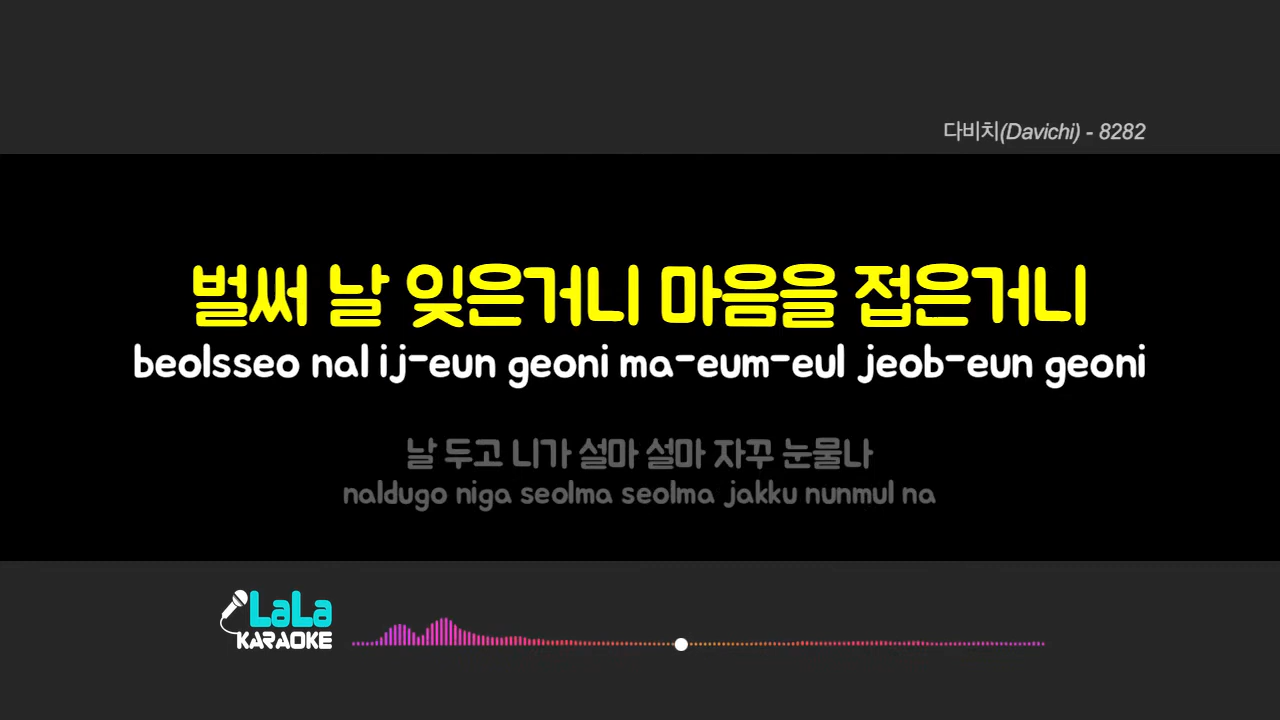 다비치(Davichi) - 8282
벌써 날 잊은거니 마음을 접은거니
beolsseo nal ij-eun geoni ma-eum-eul jeob-eun geoni
날 두고 니가 설마 설마 자꾸 눈물나
naldugo niga seolma seolma jakku nunmul na
LaLa
KARAOKE